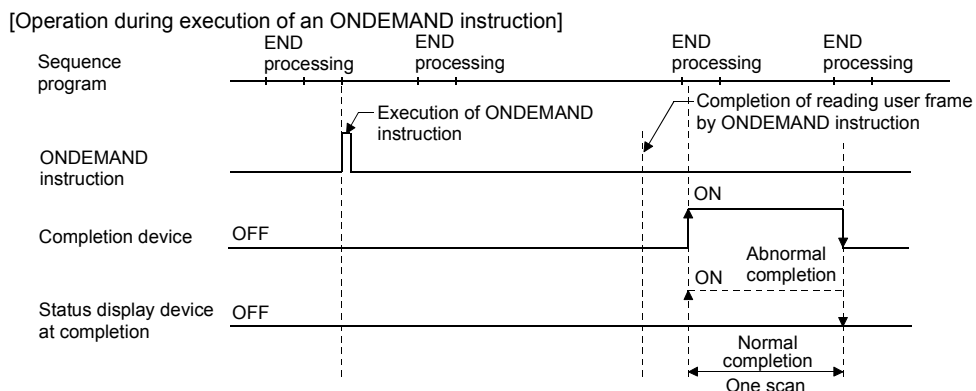 [Operation during execution of an ONDEMAND instruction]
Sequence
program
END
processing
END
processing
END
processing
END
processing
Execution of ONDEMAND
instruction
Completion of reading user frame
by ONDEMAND instruction
ONDEMAND
instruction
ON
Completion device
OFF
Abnormal
completion
ON
Status display device
at completion
OFF
Normal
completion
One scan